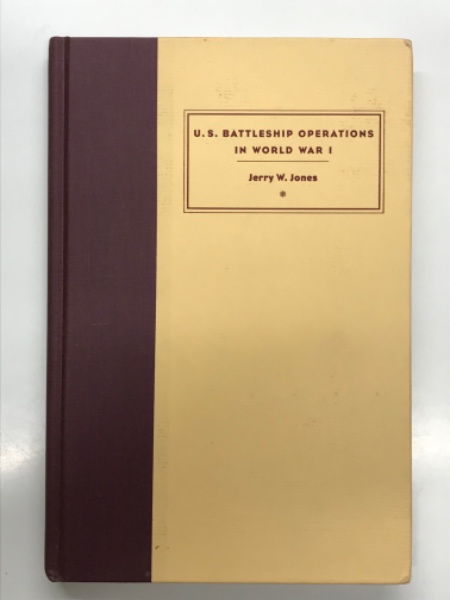 U.S. BATTLESHIP OPERATIONS
IN WORLD WAR I
Jerry W. Jones